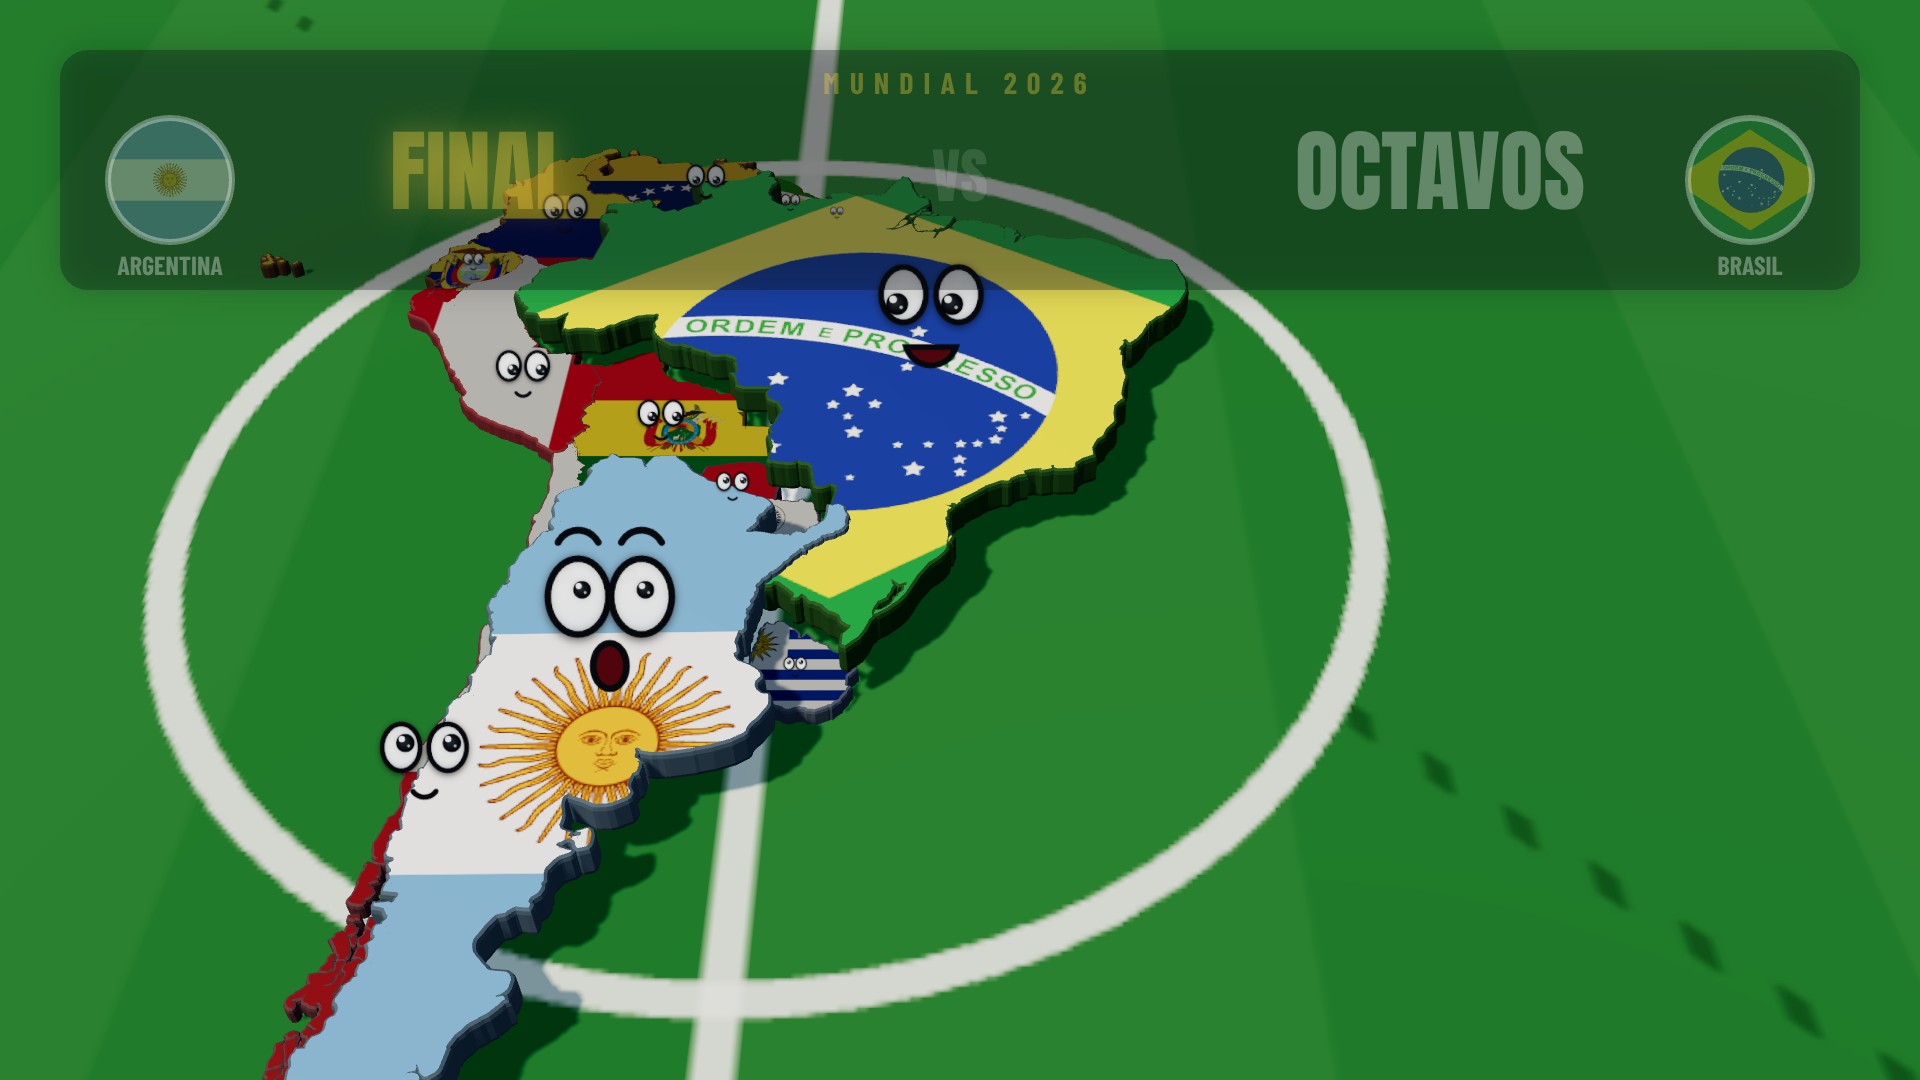 MUNDIAL 2026
FINAL
VS
OCTAVOS
ARGENTINA
BRASIL
ORDEM E PROGRESSO